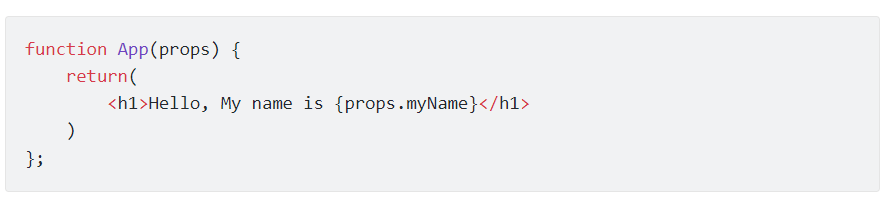 function App(props) {
    return(
        <h1>Hello, My name is {props.myName}</h1>
    )
};